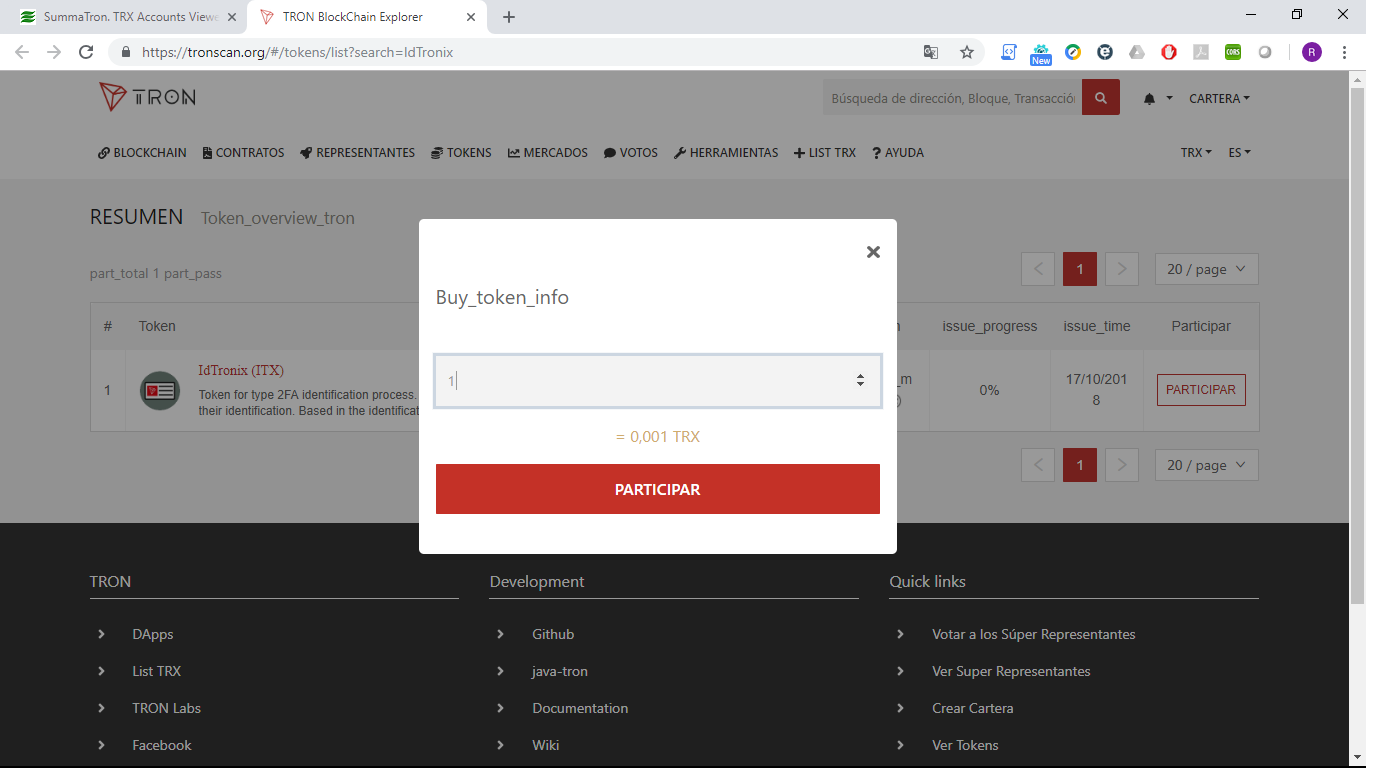 SummaTron. TRX Accounts Viewe
TRON BlockChain Explorer
https://tronscan.org/#/tokens/list?search=IdTronix
New
CORS
R
TRON
Búsqueda de dirección, Bloque, Transacción
CARTERA
BLOCKCHAIN CONTRATOS REPRESENTANTES TOKENS MERCADOS VOTOS HERRAMIENTAS LIST TRX AYUDA TRX ES
RESUMEN Token_overview_tron
part_total 1 part_pass
1 20 / page
# Token issue_progress issue_time Participar
1 IdTronix (ITX)
Token for type 2FA identification process.
their identification. Based in the identificat
0% 17/10/201
8
PARTICIPAR
1 20 / page
Buy_token_info
1
= 0,001 TRX
PARTICIPAR
TRON
DApps
List TRX
TRON Labs
Facebook
Development
Github
java-tron
Documentation
Wiki
Quick links
Votar a los Súper Representantes
Ver Super Representantes
Crear Cartera
Ver Tokens